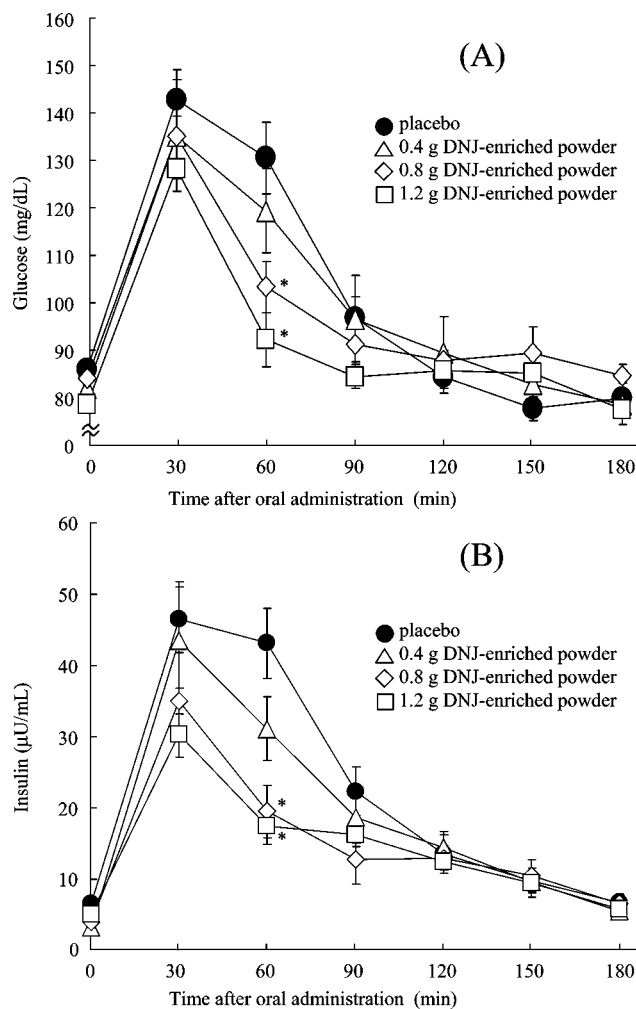 160
(A)
150
placebo
140
0.4 g DNJ-enriched powder
0.8 g DNJ-enriched powder
130
1.2 g DNJ-enriched powder
120
Glucose (mg/dL)
110
*
100
*
90
80
0
0 30 60 90 120 150 180
Time after oral administration (min)
60
(B)
50
placebo
0.4 g DNJ-enriched powder
40
0.8 g DNJ-enriched powder
1.2 g DNJ-enriched powder
30
Insulin (µU/mL)
*
20
*
10
0
0 30 60 90 120 150 180
Time after oral administration (min)